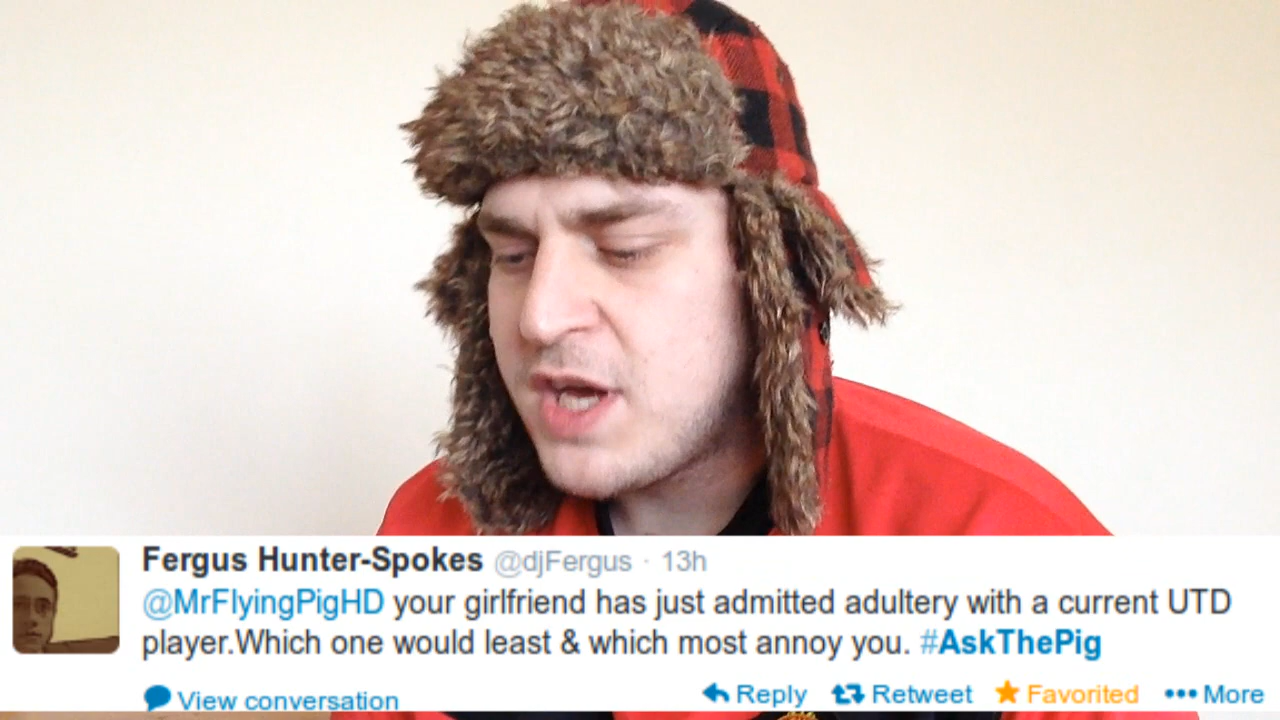 Fergus Hunter-Spokes @djFergus · 13h
@MrFlyingPigHD your girlfriend has just admitted adultery with a current UTD
player.Which one would least & which most annoy you. #AskThePig
View conversation Reply Retweet Favorited More